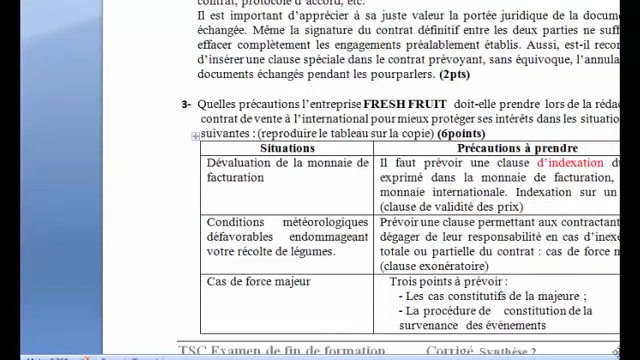 contrat, protocole d'accord, etc.
Il est important d'apprécier à sa juste valeur la portée juridique de la docume
échangée. Même la signature du contrat définitif entre les deux parties ne suff
effacer complètement les engagements préalablement établis. Aussi, est-il reco
d'insérer une clause spéciale dans le contrat prévoyant, sans équivoque, l'annula
documents échangés pendant les pourparlers. (2pts)
3- Quelles précautions l'entreprise FRESH FRUIT doit-elle prendre lors de la réda
contrat de vente à l'international pour mieux protéger ses intérêts dans les situatio
suivantes : (reproduire le tableau sur la copie) (6points)
Situations Précautions à prendre
Dévaluation de la monnaie de facturation
Il faut prévoir une clause d'indexation du
exprimé dans la monnaie de facturation,
monnaie internationale. Indexation sur un
(clause de validité des prix)
Conditions météorologiques
défavorables endommageant
votre récolte de légumes.
Prévoir une clause permettant aux contractant
dégager de leur responsabilité en cas d'inex
totale ou partielle du contrat : cas de force m
(clause exonératoire)
Cas de force majeur
Trois points à prévoir :
- Les cas constitutifs de la majeure ;
- La procédure de constitution de la
survenance des événements
TSC Examen de fin de formation Corrigé Synthèse 2